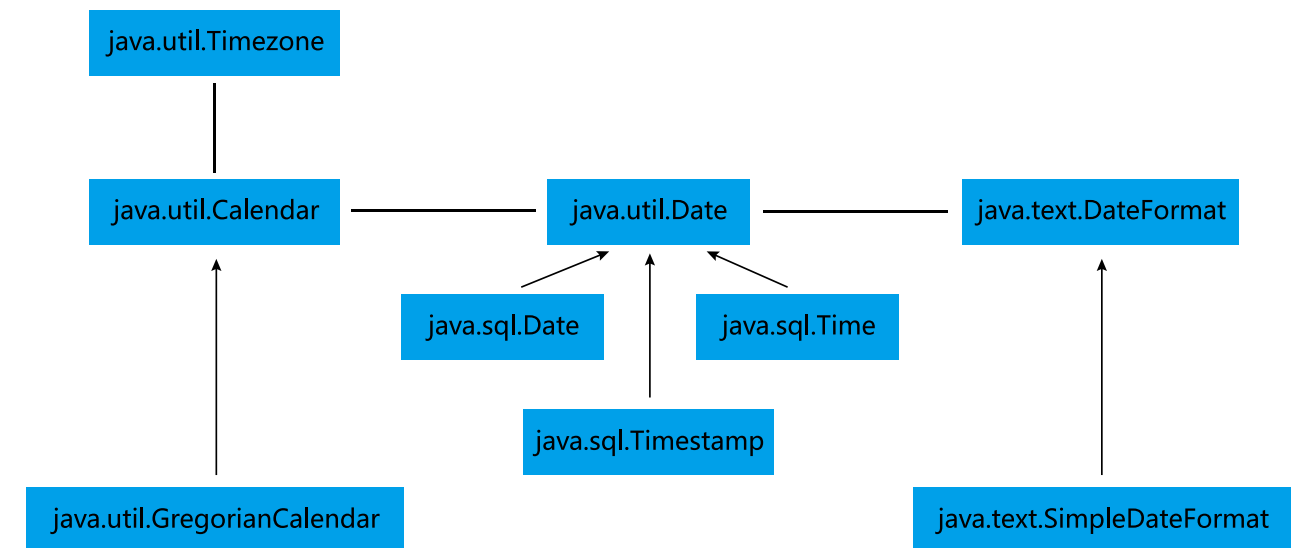 java.util.Timezone
java.util.Calendar
java.util.Date
java.text.DateFormat
java.sql.Date
java.sql.Time
java.sql.Timestamp
java.util.GregorianCalendar
java.text.SimpleDateFormat